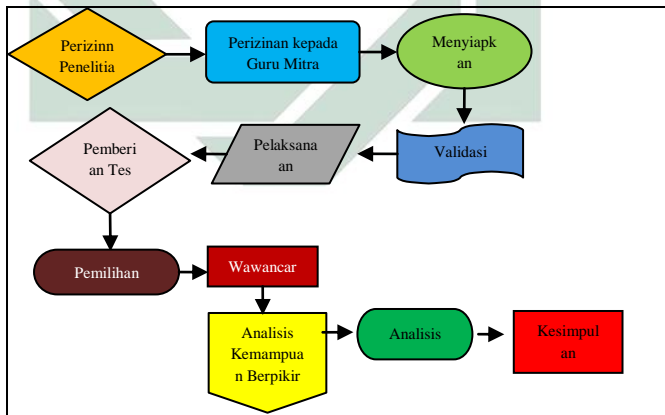 Perizinn
Penelitia
Perizinan kepada
Guru Mitra
Menyiapk
an
Validasi
Pelaksana
an
Pemberi
an Tes
Pemilihan
Wawancar
Analisis
Kemampua
n Berpikir
Analisis
Kesimpul
an